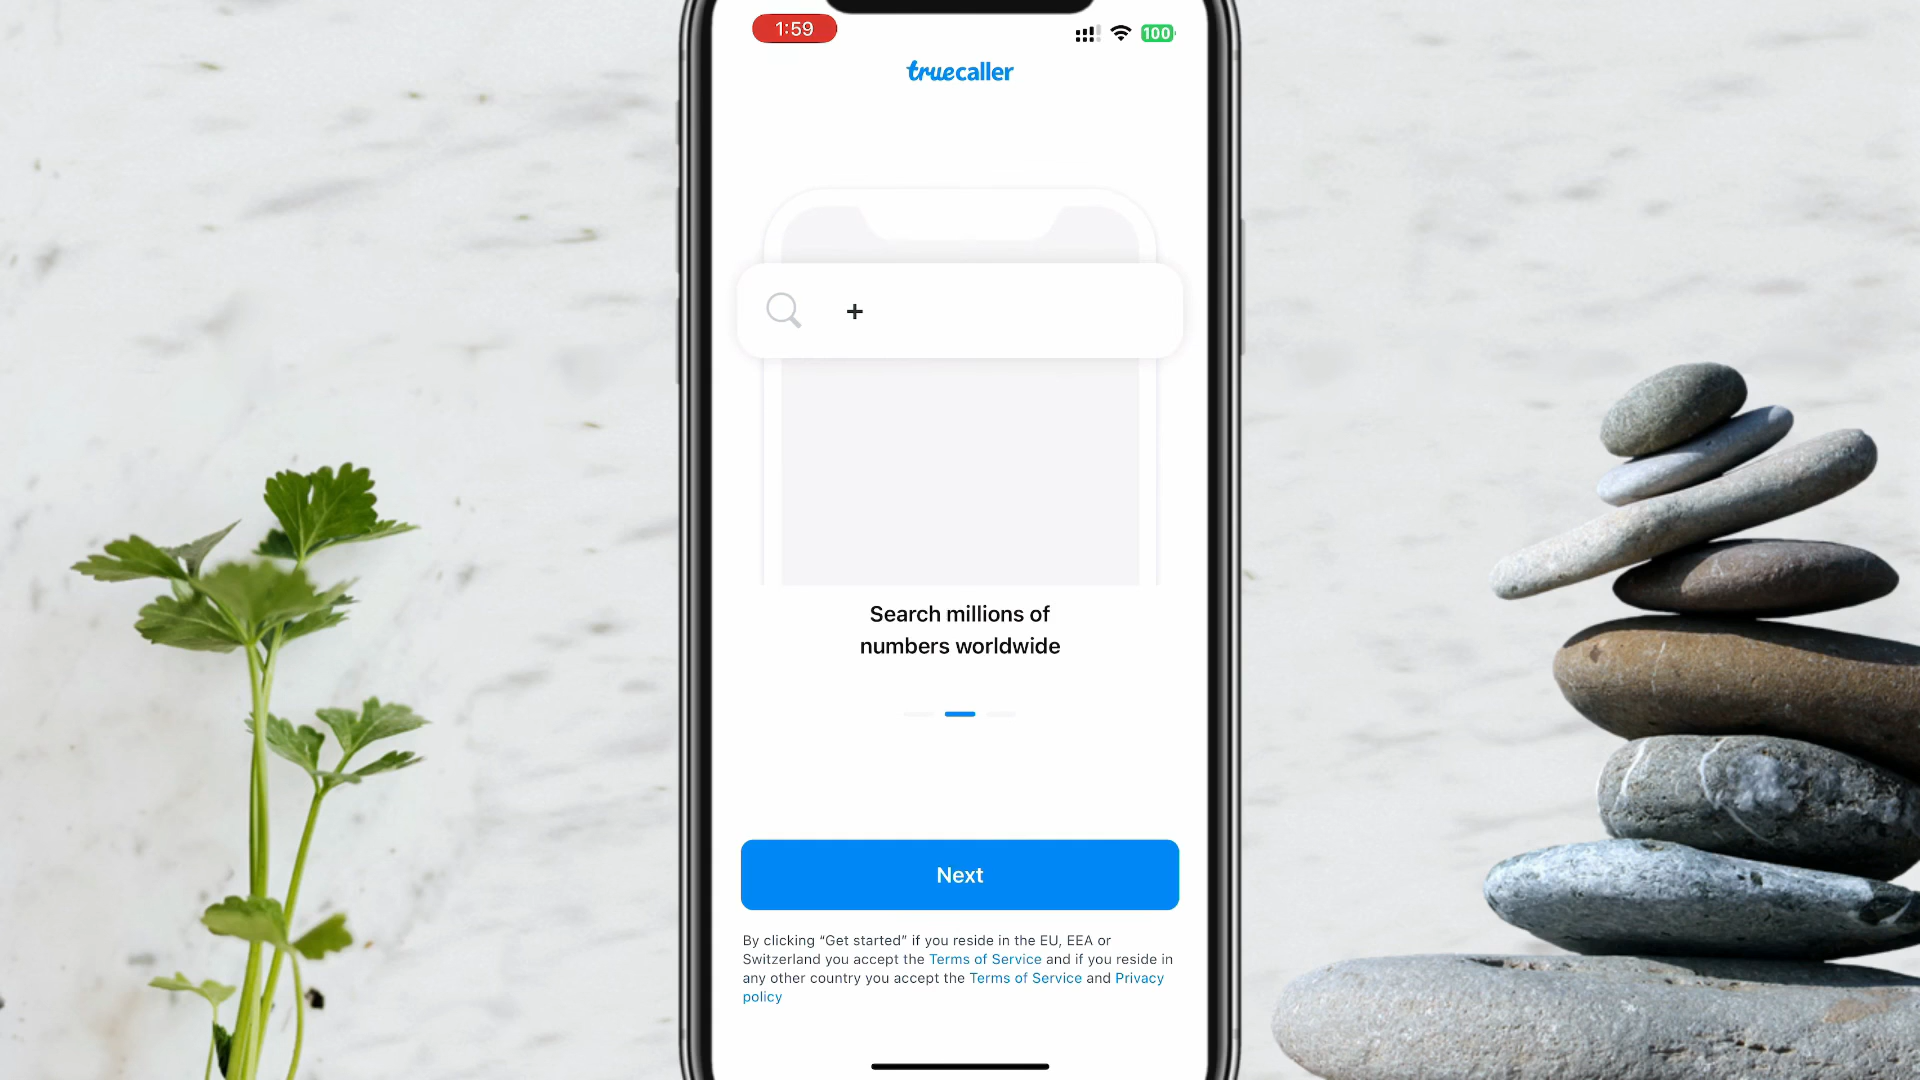 1:59
100
truecaller
+
Search millions of
numbers worldwide
Next
By clicking “Get started” if you reside in the EU, EEA or
Switzerland you accept the Terms of Service and if you reside in
any other country you accept the Terms of Service and Privacy
policy